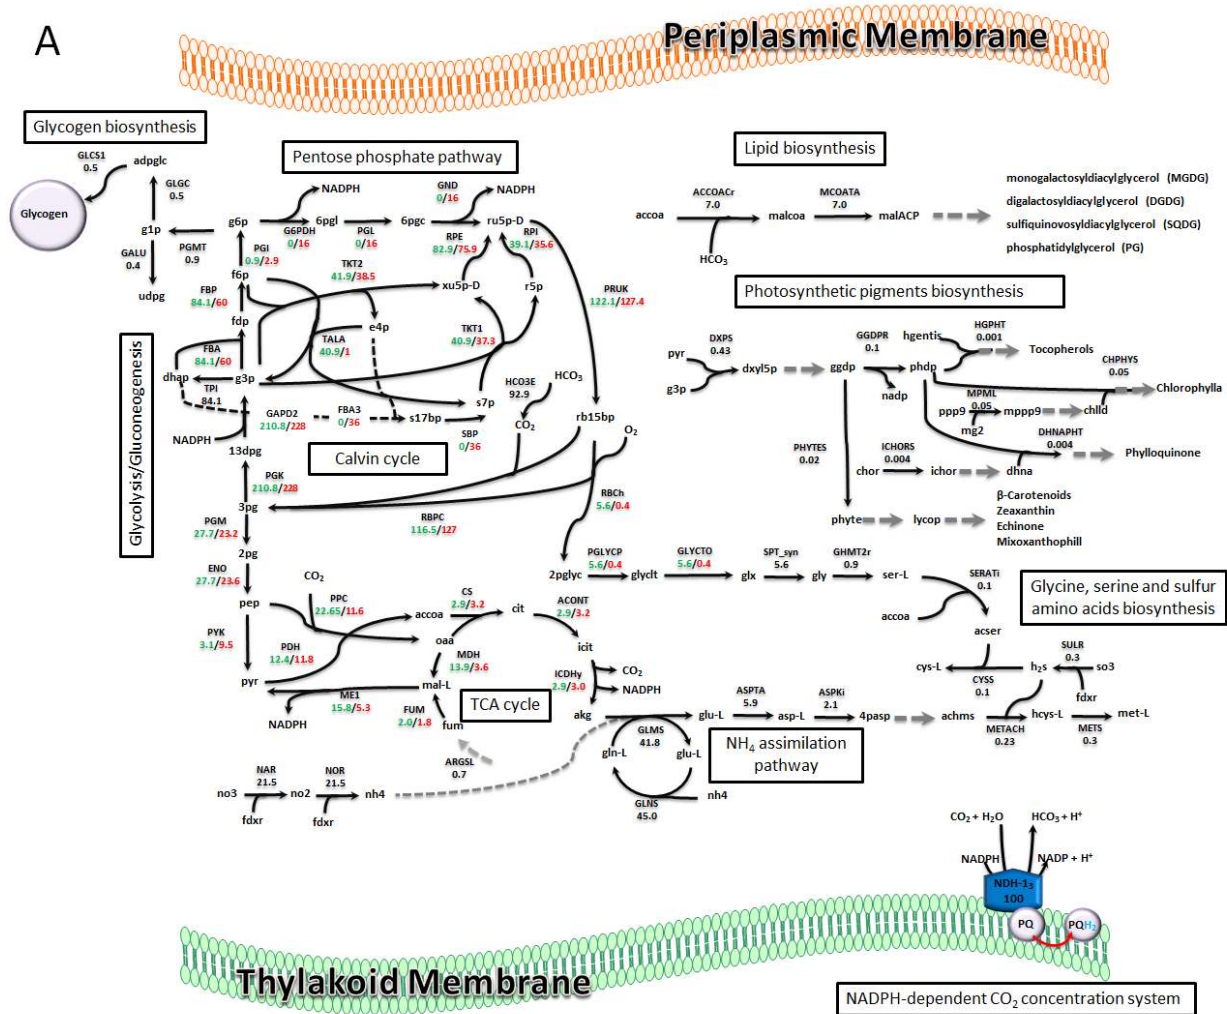 A
Periplasmic Membrane
Glycogen biosynthesis
Pentose phosphate pathway
Lipid biosynthesis
GLCS1
0.5
adpglc
GLGC
0.5
Glycogen
g1p
GALU
0.4
udpg
PGMT
0.9
g6p
NADPH
G6PDH
0/16
6pgl
PGL
0/16
6pgc
GND
0/16
NADPH
ru5p-D
RPE
82.9/75.9
RPI
39.1/35.6
PGI
0.9/2.9
f6p
TKT2
41.9/38.5
xu5p-D
r5p
PRUK
122.1/127.4
FBP
84.1/60
fdp
e4p
TALA
40.9/1
TKT1
40.9/37.3
FBA
84.1/60
dhap
g3p
TPI
84.1
s7p
HCO3E
92.9
HCO3
CO2
GAPD2
210.8/228
FBA3
0/36
s17bp
SBP
0/36
rb15bp
O2
NADPH
13dpg
Calvin cycle
Glycolysis/Gluconeogenesis
PGK
210.8/228
3pg
RBPC
116.5/127
RBCh
5.6/0.4
PGM
27.7/23.2
2pg
ENO
27.7/23.6
pep
CO2
PPC
22.65/11.6
PYK
3.1/9.5
PDH
12.4/11.8
pyr
accoa
CS
2.9/3.2
cit
ACONT
2.9/3.2
oaa
icit
MDH
13.9/3.6
ICDHy
2.9/3.0
CO2
NADPH
mal-L
ME1
15.8/5.3
NADPH
FUM
2.0/1.8
fum
TCA cycle
akg
ARGSL
0.7
NAR
21.5
NOR
21.5
no3
no2
nh4
fdxr
fdxr
GLMS
41.8
gln-L
glu-L
GLNS
45.0
nh4
NH4 assimilation
pathway
glu-L
ASPTA
5.9
asp-L
ASPKi
2.1
4pasp
achms
METACH
0.23
hcys-L
METS
0.3
met-L
2pglyc
PGLYCP
5.6/0.4
glyclt
GLYCTO
5.6/0.4
glx
SPT_syn
5.6
gly
GHMT2r
0.9
ser-L
SERATi
0.1
accoa
acser
Glycine, serine and sulfur
amino acids biosynthesis
cys-L
CYSS
0.1
h2s
SULR
0.3
so3
fdxr
accoa
ACCOACr
7.0
HCO3
malcoa
MCOATA
7.0
malACP
monogalactosyldiacylglycerol (MGDG)
digalactosyldiacylglycerol (DGDG)
sulfiquinovosyldiacylglycerol (SQDG)
phosphatidylglycerol (PG)
Photosynthetic pigments biosynthesis
pyr
g3p
DXPS
0.43
dxyl5p
ggdp
GGDPR
0.1
nadp
phdp
hgentis
HGPHT
0.001
Tocopherols
CHPHYS
0.05
Chlorophylla
ppp9
MPML
0.05
mg2
mppp9
chlld
DHNAPHT
0.004
Phylloquinone
PHYTES
0.02
chor
ICHORS
0.004
ichor
dhna
phyte
lycop
β-Carotenoids
Zeaxanthin
Echinone
Mixoxanthophill
CO2 + H2O
HCO3 + H+
NADPH
NADP + H+
NDH-13
100
PQ
PQH2
Thylakoid Membrane
NADPH-dependent CO2 concentration system